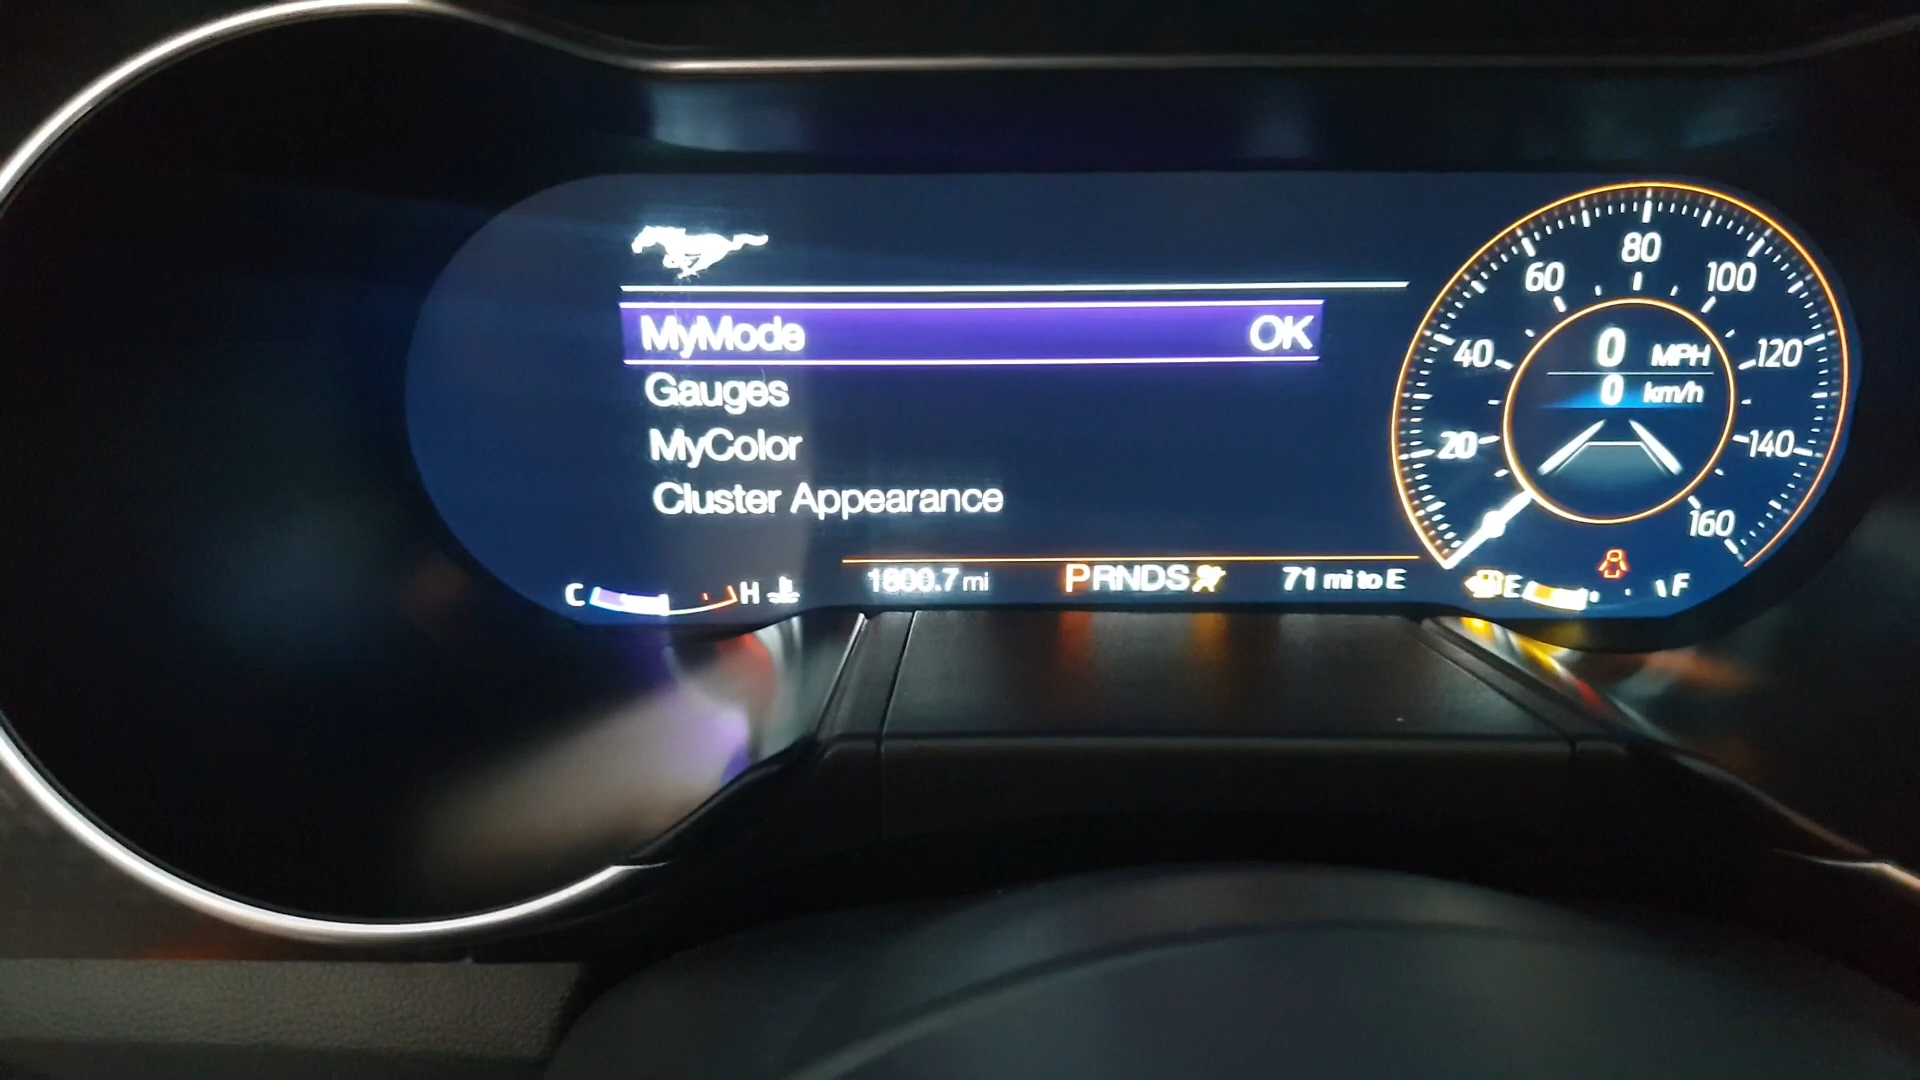 MyMode OK
Gauges
MyColor
Cluster Appearance
C H
1800.7 mi
PRNDS
71 mi to E
20 40 60 80 100 120 140 160
0 MPH
0 km/h
E F